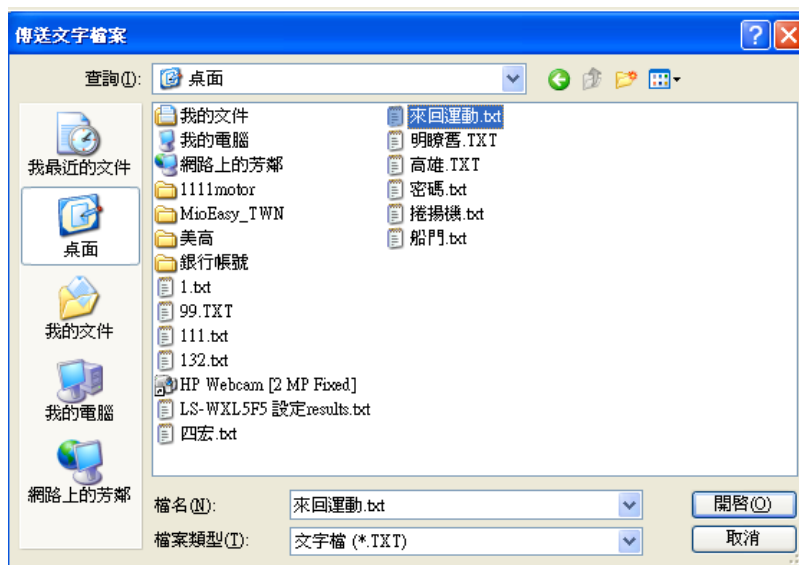 傳送文字檔案
查詢(I):
桌面
我最近的文件
桌面
我的文件
我的電腦
網路上的芳鄰
我的文件
我的電腦
網路上的芳鄰
1111motor
MioEasy_TWN
美高
銀行帳號
1.txt
99.TXT
111.txt
132.txt
HP Webcam [2 MP Fixed]
LS-WXL5F5 設定results.txt
四宏.txt
來回運動.txt
明瞭舊.TXT
高雄.TXT
密碼.txt
捲揚機.txt
船門.txt
檔名(N):
來回運動.txt
開啓(O)
檔案類型(T):
文字檔 (*.TXT)
取消